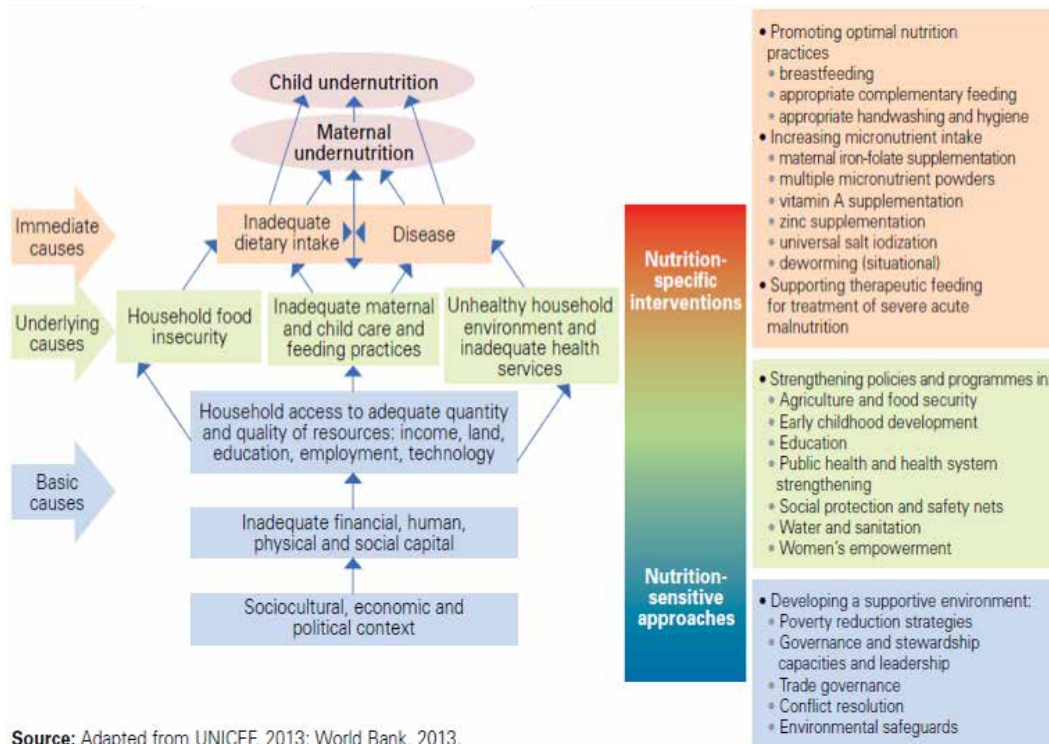 Child undernutrition
Maternal
undernutrition
Immediate
causes
Inadequate
dietary intake
Disease
Underlying
causes
Household food
insecurity
Inadequate maternal
and child care and
feeding practices
Unhealthy household
environment and
inadequate health
services
Basic
causes
Household access to adequate quantity
and quality of resources: income, land,
education, employment, technology
Inadequate financial, human,
physical and social capital
Sociocultural, economic and
political context
Nutrition-
specific
interventions
Nutrition-
sensitive
approaches
• Promoting optimal nutrition
practices
• breastfeeding
• appropriate complementary feeding
• appropriate handwashing and hygiene
• Increasing micronutrient intake
• maternal iron-folate supplementation
• multiple micronutrient powders
• vitamin A supplementation
• zinc supplementation
• universal salt iodization
• deworming (situational)
• Supporting therapeutic feeding
for treatment of severe acute
malnutrition
• Strengthening policies and programmes in
• Agriculture and food security
• Early childhood development
• Education
• Public health and health system
strengthening
• Social protection and safety nets
• Water and sanitation
• Women's empowerment
• Developing a supportive environment:
• Poverty reduction strategies
• Governance and stewardship
capacities and leadership
• Trade governance
• Conflict resolution
• Environmental safeguards
Source: Adapted from UNICEF, 2013; World Bank, 2013.